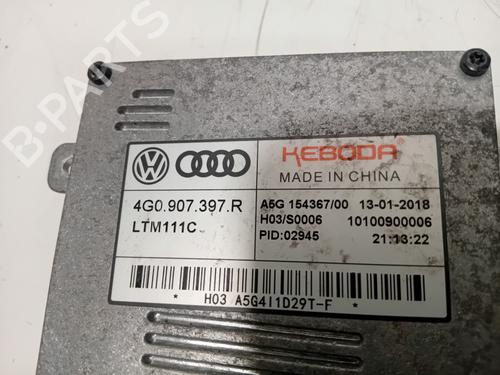 B-PARTS
KEBODA
MADE IN CHINA
4G0.907.397.R
LTM111C
A5G 154367/00 13-01-2018
H03/S0006 10100900006
PID:02945 21:13:22
* H03 A5G4I1D29T-F *